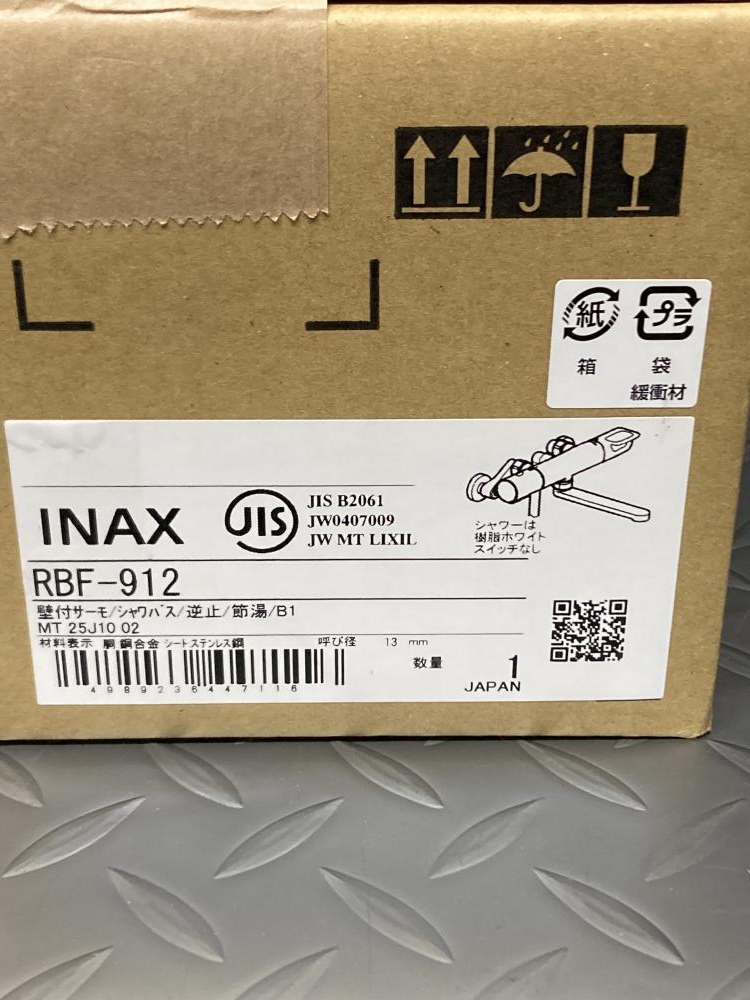 紙 プラ
箱 袋
緩衝材
INAX
JIS
JIS B2061
JW0407009
JW MT LIXIL
シャワーは
樹脂ホワイト
スイッチなし
RBF-912
壁付サーモ/シャワバス/逆止/節湯/B1
MT 25J10 02
材料表示 胴 銅合金 シート ステンレス鋼 呼び径 13 mm
数量 1
4989236447116
JAPAN